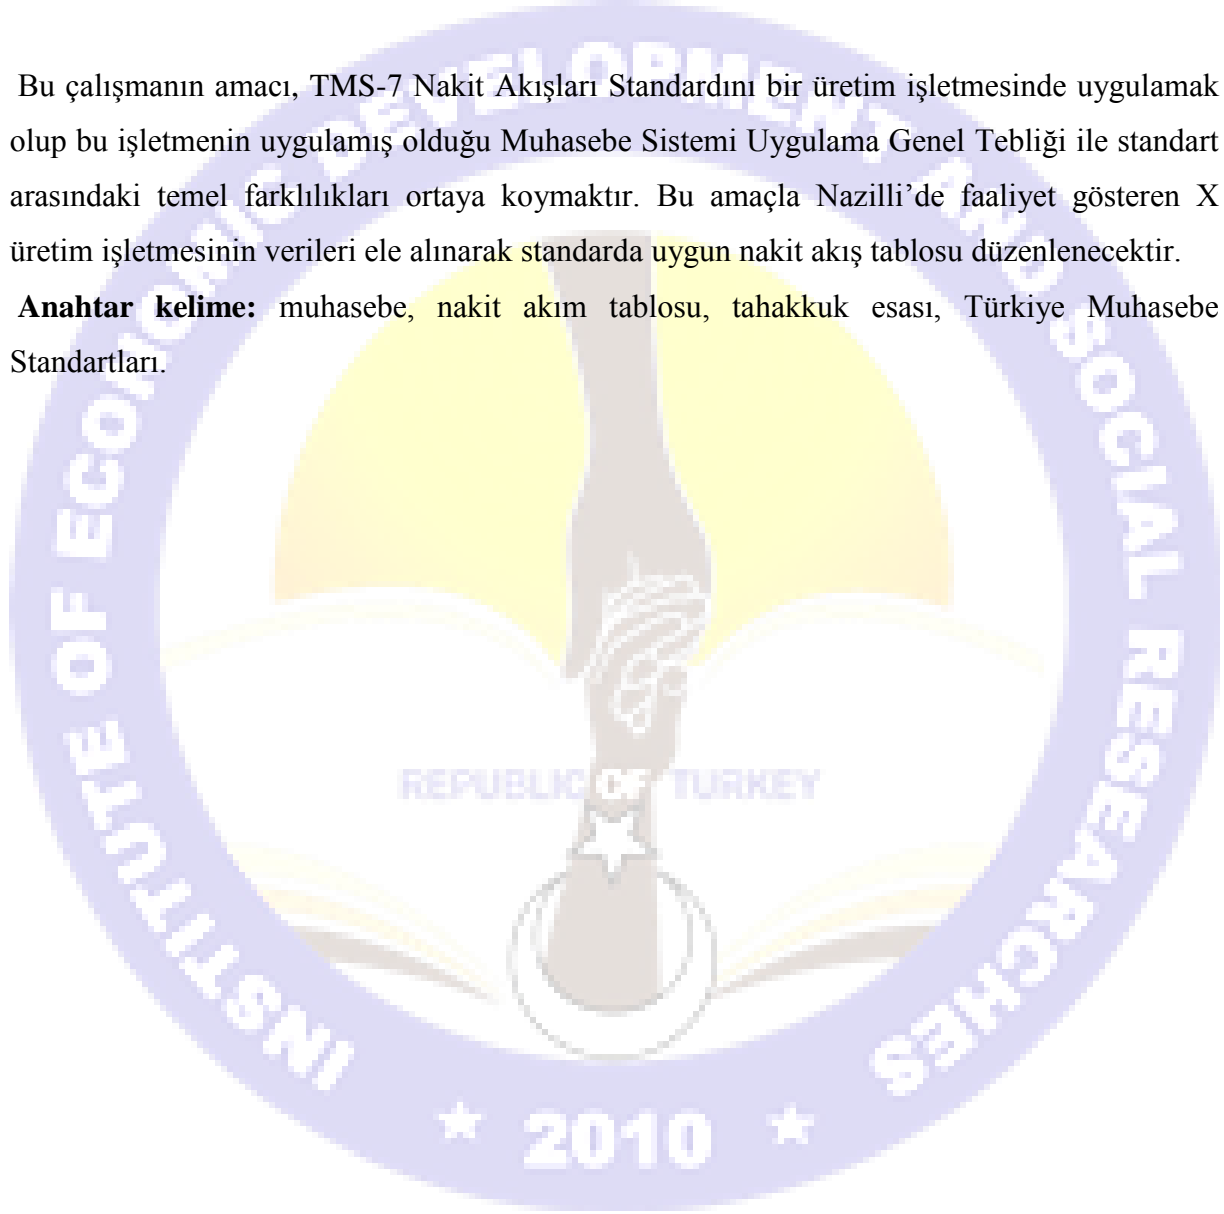 Bu çalışmanın amacı, TMS-7 Nakit Akışları Standardını bir üretim işletmesinde uygulamak
olup bu işletmenin uygulamış olduğu Muhasebe Sistemi Uygulama Genel Tebliği ile standart
arasındaki temel farklılıkları ortaya koymaktır. Bu amaçla Nazilli’de faaliyet gösteren X
üretim işletmesinin verileri ele alınarak standarda uygun nakit akış tablosu düzenlenecektir.
Anahtar kelime: muhasebe, nakit akım tablosu, tahakkuk esası, Türkiye Muhasebe
Standartları.
INSTITUTE OF ECONOMIC DEVELOPMENT AND SOCIAL RESEARCHES
REPUBLIC OF TURKEY
2010